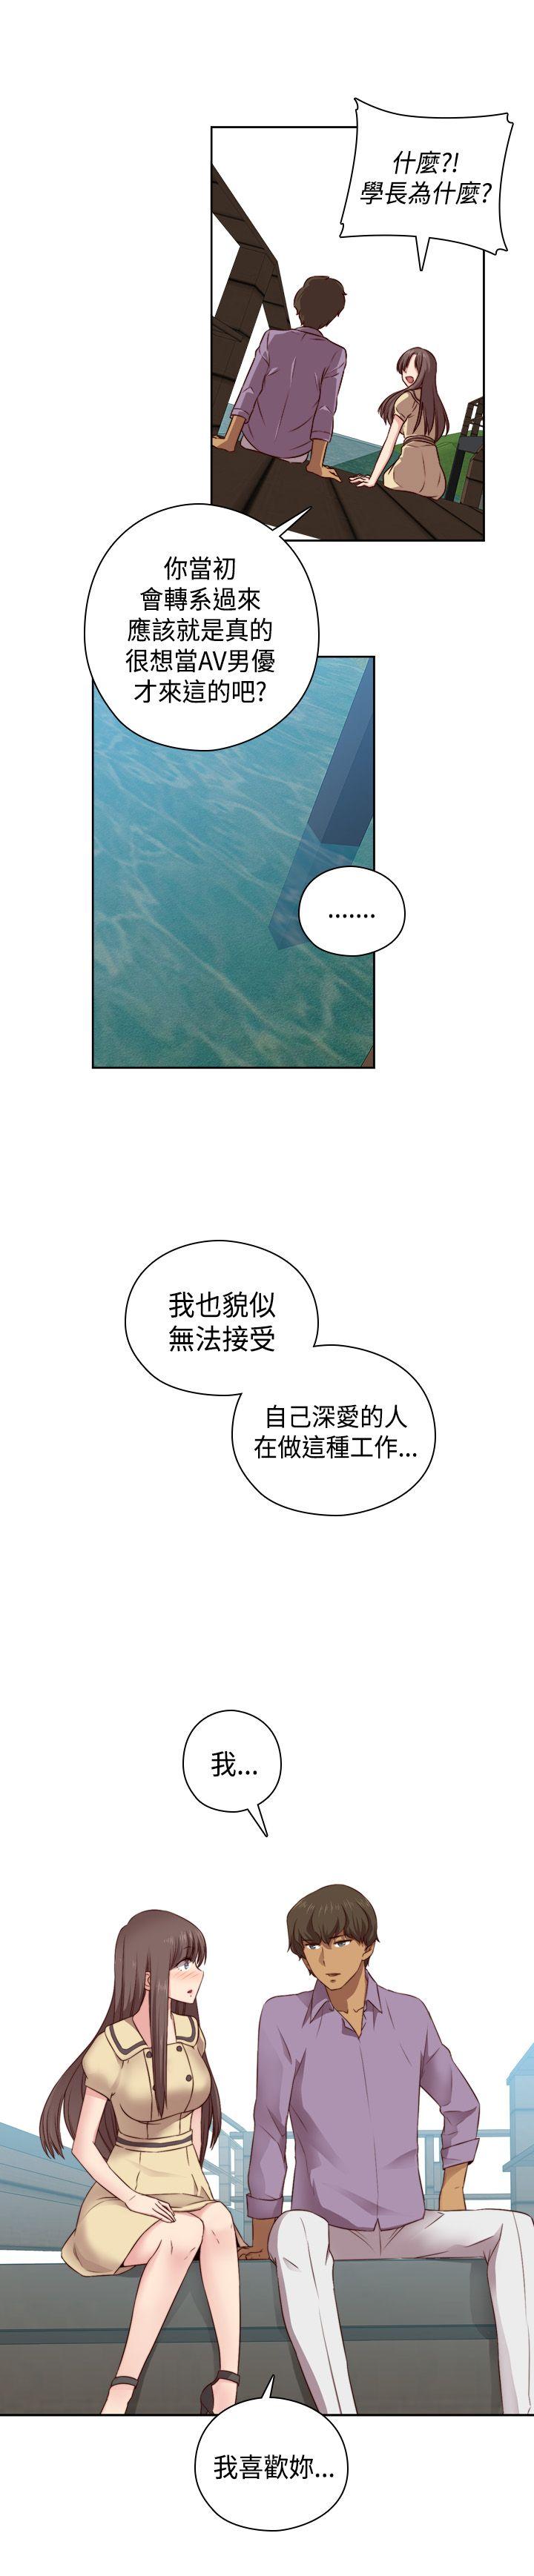 什麼?!
學長為什麼?
你當初
會轉系過來
應該就是真的
很想當AV男優
才來這的吧?
.......
我也貌似
無法接受
自己深愛的人
在做這種工作...
我...
我喜歡妳...